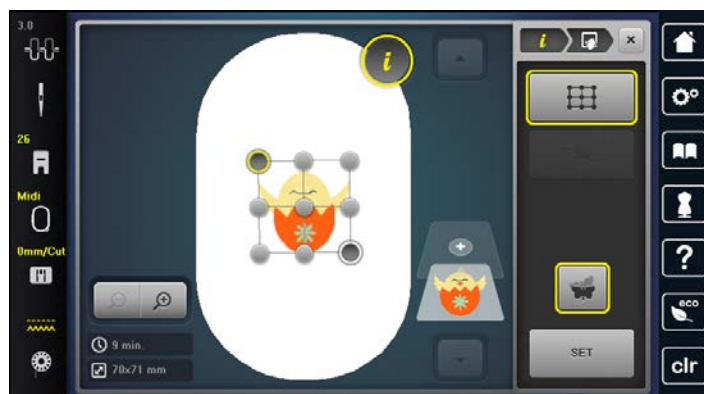 3.0
26
Midi
0mm/Cut
i
i
×
9 min.
70x71 mm
SET
?
eco
clr